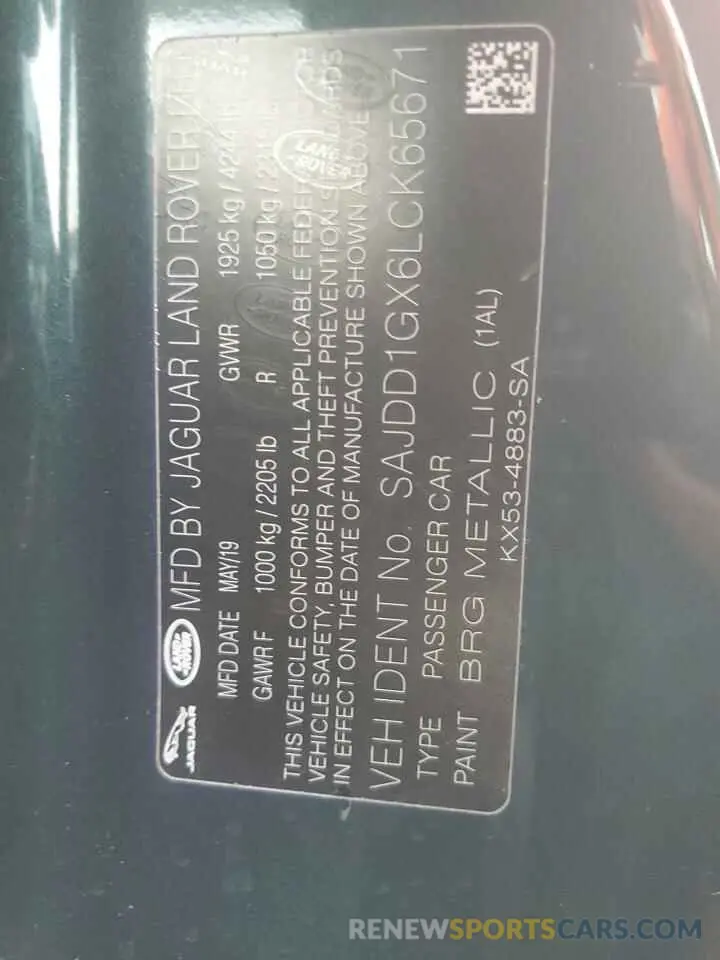 JAGUAR
LAND ROVER
MFD BY JAGUAR LAND ROVER
MFD DATE MAY/19 GVWR 1925 kg / 4244 lb
GAWR F 1000 kg / 2205 lb R 1050 kg /
THIS VEHICLE CONFORMS TO ALL APPLICABLE
VEHICLE SAFETY, BUMPER AND THEFT PREVENTION
IN EFFECT ON THE DATE OF MANUFACTURE SHOWN ABOVE
VEH IDENT No. SAJDD1GX6LCK65671
TYPE PASSENGER CAR
PAINT BRG METALLIC (1AL)
KX53-4883-SA
RENEWSPORTSCARS.COM